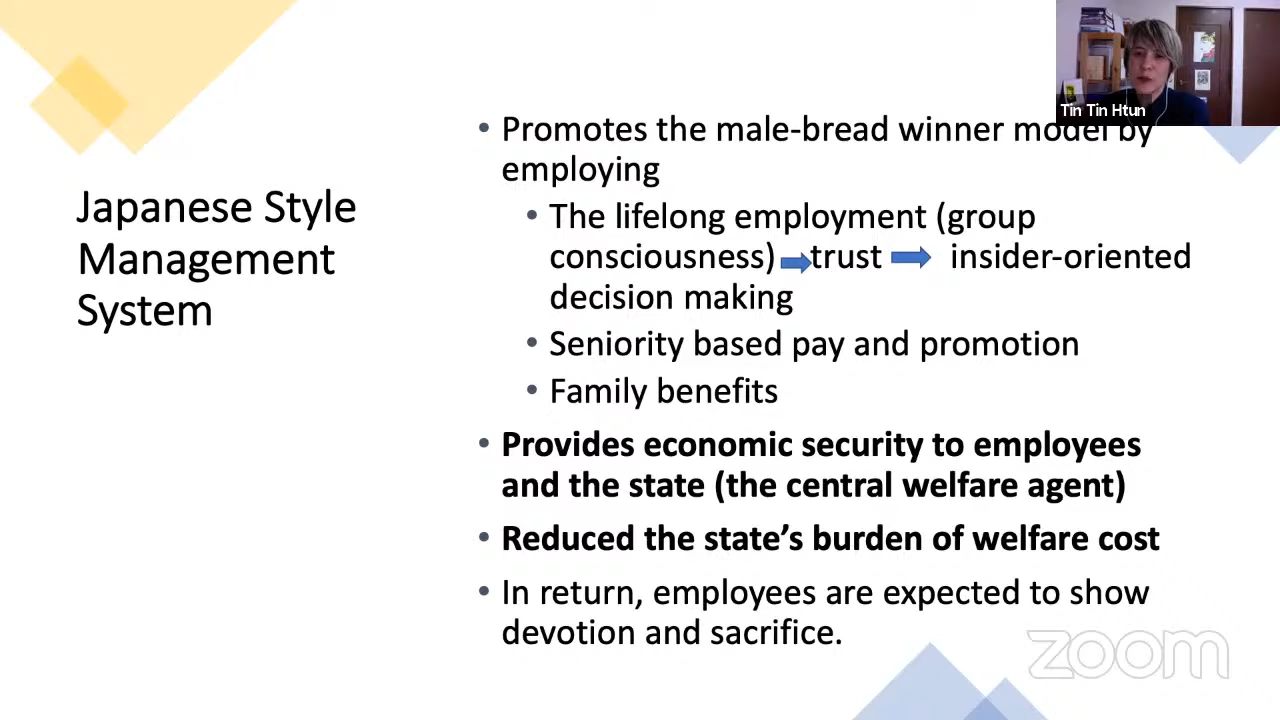 Tin Tin Htun
Japanese Style
Management
System
• Promotes the male-bread winner model by
employing
• The lifelong employment (group
consciousness) trust insider-oriented
decision making
• Seniority based pay and promotion
• Family benefits
• Provides economic security to employees
and the state (the central welfare agent)
• Reduced the state’s burden of welfare cost
• In return, employees are expected to show
devotion and sacrifice.
zoom